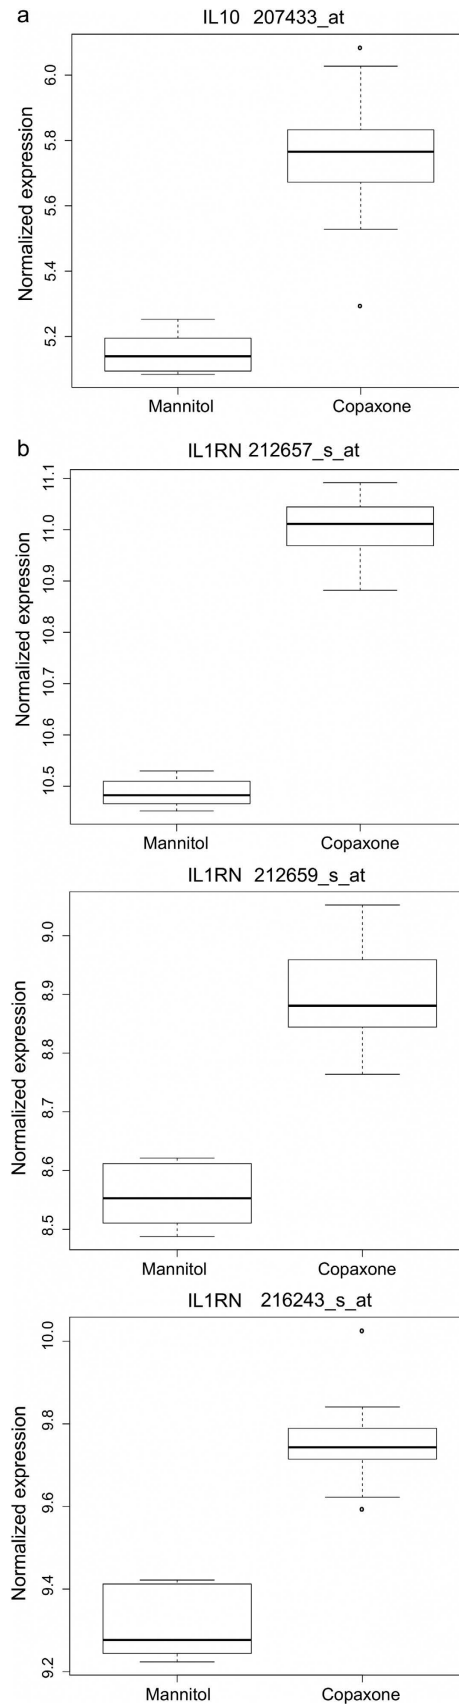 a
IL10 207433_at
Normalized expression
6.0
5.8
5.6
5.4
5.2
Mannitol Copaxone
b
IL1RN 212657_s_at
Normalized expression
11.1
11.0
10.9
10.8
10.7
10.6
10.5
Mannitol Copaxone
IL1RN 212659_s_at
Normalized expression
9.0
8.9
8.8
8.7
8.6
8.5
Mannitol Copaxone
IL1RN 216243_s_at
Normalized expression
10.0
9.8
9.6
9.4
9.2
Mannitol Copaxone